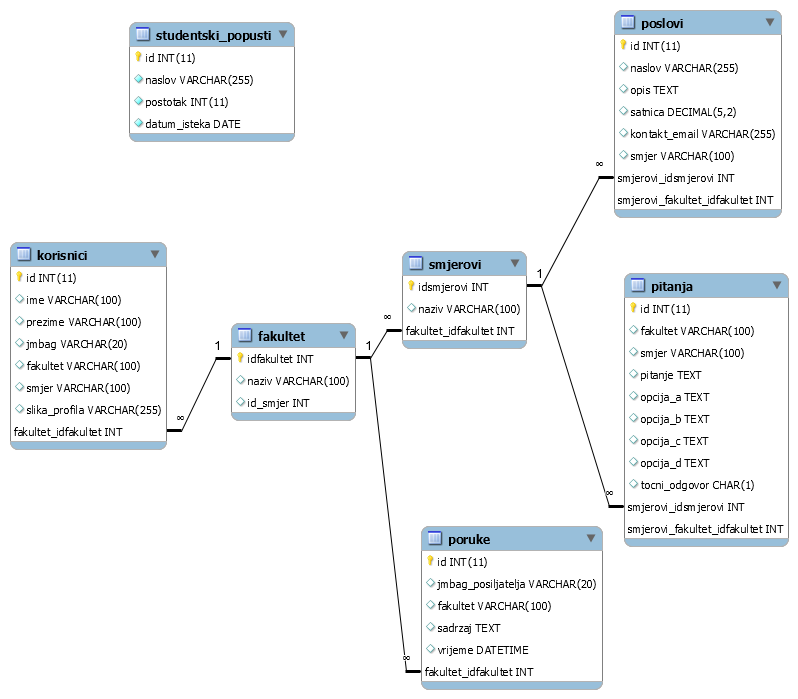 studentski_popusti
id INT(11)
naslov VARCHAR(255)
postotak INT(11)
datum_isteka DATE
poslovi
id INT(11)
naslov VARCHAR(255)
opis TEXT
satnica DECIMAL(5,2)
kontakt_email VARCHAR(255)
smjer VARCHAR(100)
smjerovi_idsmjerovi INT
smjerovi_fakultet_idfakultet INT
korisnici
id INT(11)
ime VARCHAR(100)
prezime VARCHAR(100)
jmbag VARCHAR(20)
fakultet VARCHAR(100)
smjer VARCHAR(100)
slika_profila VARCHAR(255)
fakultet_idfakultet INT
∞
1
fakultet
idfakultet INT
naziv VARCHAR(100)
id_smjer INT
1
∞
smjerovi
idsmjerovi INT
naziv VARCHAR(100)
fakultet_idfakultet INT
1
∞
∞
pitanja
id INT(11)
fakultet VARCHAR(100)
smjer VARCHAR(100)
pitanje TEXT
opcija_a TEXT
opcija_b TEXT
opcija_c TEXT
opcija_d TEXT
tocni_odgovor CHAR(1)
smjerovi_idsmjerovi INT
smjerovi_fakultet_idfakultet INT
poruke
id INT(11)
jmbag_posiljatelja VARCHAR(20)
fakultet VARCHAR(100)
sadrzaj TEXT
vrijeme DATETIME
fakultet_idfakultet INT
∞